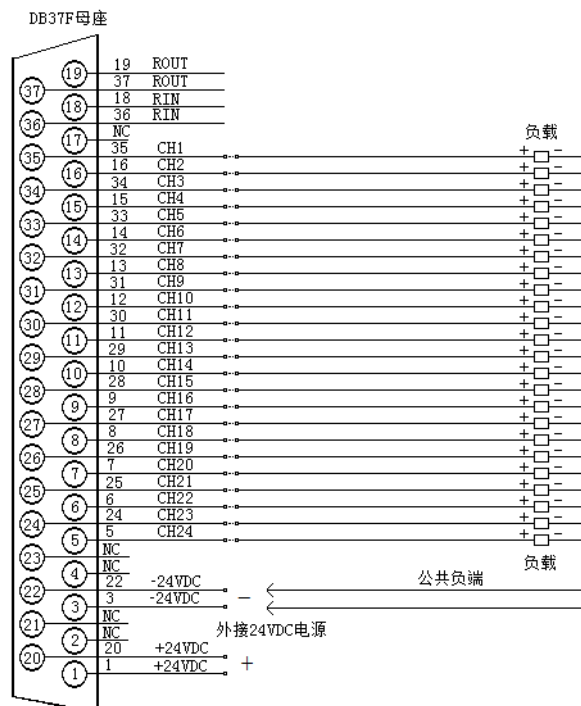 DB37F母座
19 19 ROUT
37 37 ROUT
18 18 RIN
36 36 RIN
17 NC
负载
35 35 CH1 + -
16 16 CH2 + -
34 34 CH3 + -
15 15 CH4 + -
33 33 CH5 + -
14 14 CH6 + -
32 32 CH7 + -
13 13 CH8 + -
31 31 CH9 + -
12 12 CH10 + -
30 30 CH11 + -
11 11 CH12 + -
29 29 CH13 + -
10 10 CH14 + -
28 28 CH15 + -
9 9 CH16 + -
27 27 CH17 + -
8 8 CH18 + -
26 26 CH19 + -
7 7 CH20 + -
25 25 CH21 + -
6 6 CH22 + -
24 24 CH23 + -
5 5 CH24 + -
负载
23 NC
4 NC
公共负端
22 22 -24VDC
3 3 -24VDC -
21 NC
外接24VDC电源
2 NC
20 20 +24VDC
1 1 +24VDC +